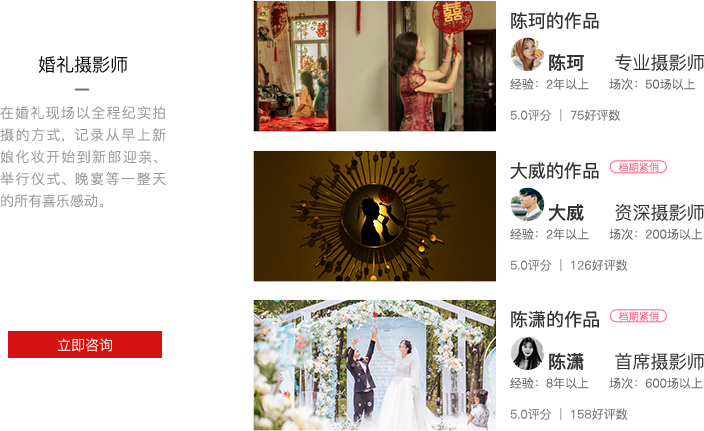 婚礼摄影师
在婚礼现场以全程纪实拍
摄的方式，记录从早上新
娘化妆开始到新郎迎亲、
举行仪式、晚宴等一整天
的所有喜乐感动。
立即咨询
囍
陈珂的作品
陈珂 专业摄影师
经验：2年以上 场次：50场以上
5.0评分 | 75好评数
大威的作品 档期紧俏
大威 资深摄影师
经验：2年以上 场次：200场以上
5.0评分 | 126好评数
陈潇的作品 档期紧俏
陈潇 首席摄影师
经验：8年以上 场次：600场以上
5.0评分 | 158好评数